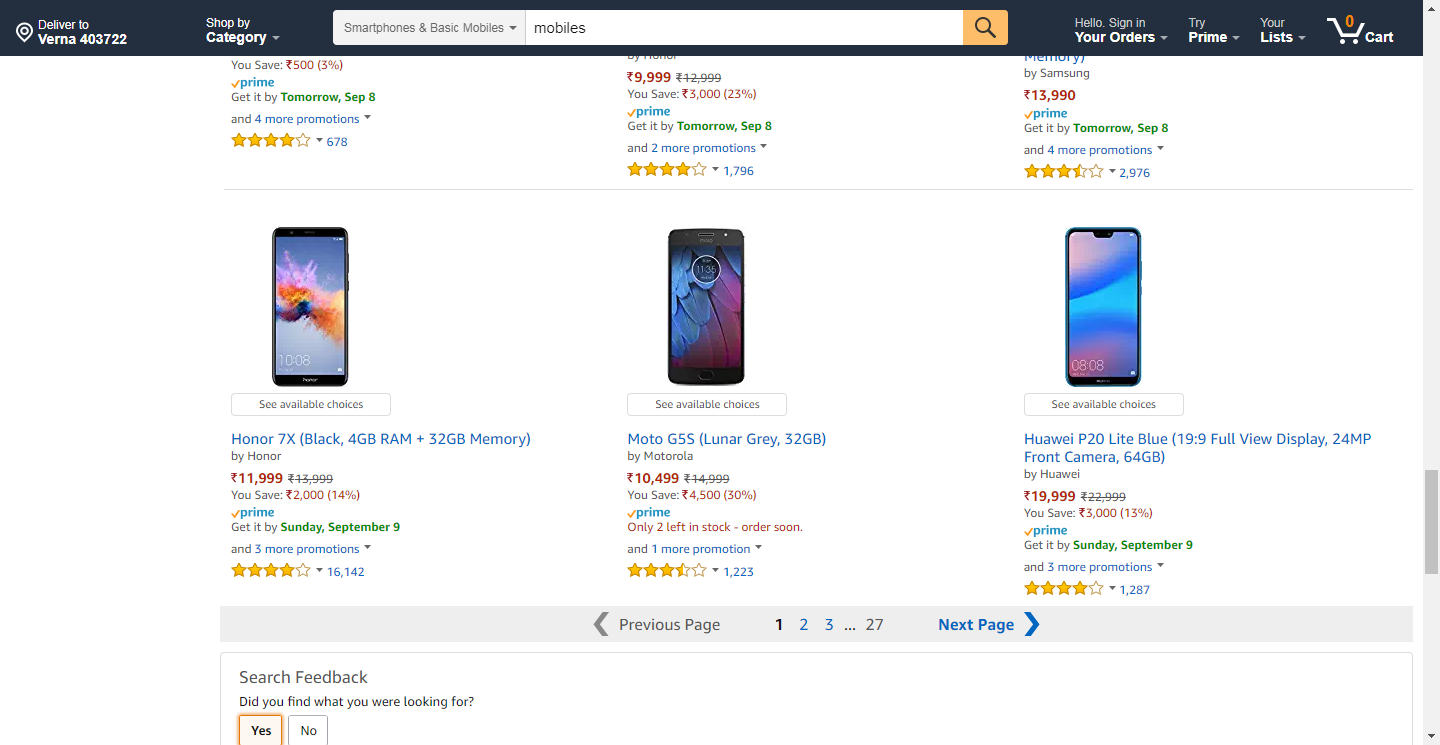 Deliver to
Verna 403722
Shop by
Category
Smartphones & Basic Mobiles
mobiles
Hello. Sign in
Your Orders
Try
Prime
Your
Lists
0
Cart
You Save: ₹500 (3%)
prime
Get it by Tomorrow, Sep 8
and 4 more promotions
678
by Honor
₹9,999 ₹12,999
You Save: ₹3,000 (23%)
prime
Get it by Tomorrow, Sep 8
and 2 more promotions
1,796
Memory)
by Samsung
₹13,990
prime
Get it by Tomorrow, Sep 8
and 4 more promotions
2,976
10:08
honor
See available choices
Honor 7X (Black, 4GB RAM + 32GB Memory)
by Honor
₹11,999 ₹13,999
You Save: ₹2,000 (14%)
prime
Get it by Sunday, September 9
and 3 more promotions
16,142
moto
11:35
See available choices
Moto G5S (Lunar Grey, 32GB)
by Motorola
₹10,499 ₹14,999
You Save: ₹4,500 (30%)
prime
Only 2 left in stock - order soon.
and 1 more promotion
1,223
08:08
See available choices
Huawei P20 Lite Blue (19:9 Full View Display, 24MP
Front Camera, 64GB)
by Huawei
₹19,999 ₹22,999
You Save: ₹3,000 (13%)
prime
Get it by Sunday, September 9
and 3 more promotions
1,287
Previous Page 1 2 3 ... 27 Next Page
Search Feedback
Did you find what you were looking for?
Yes No